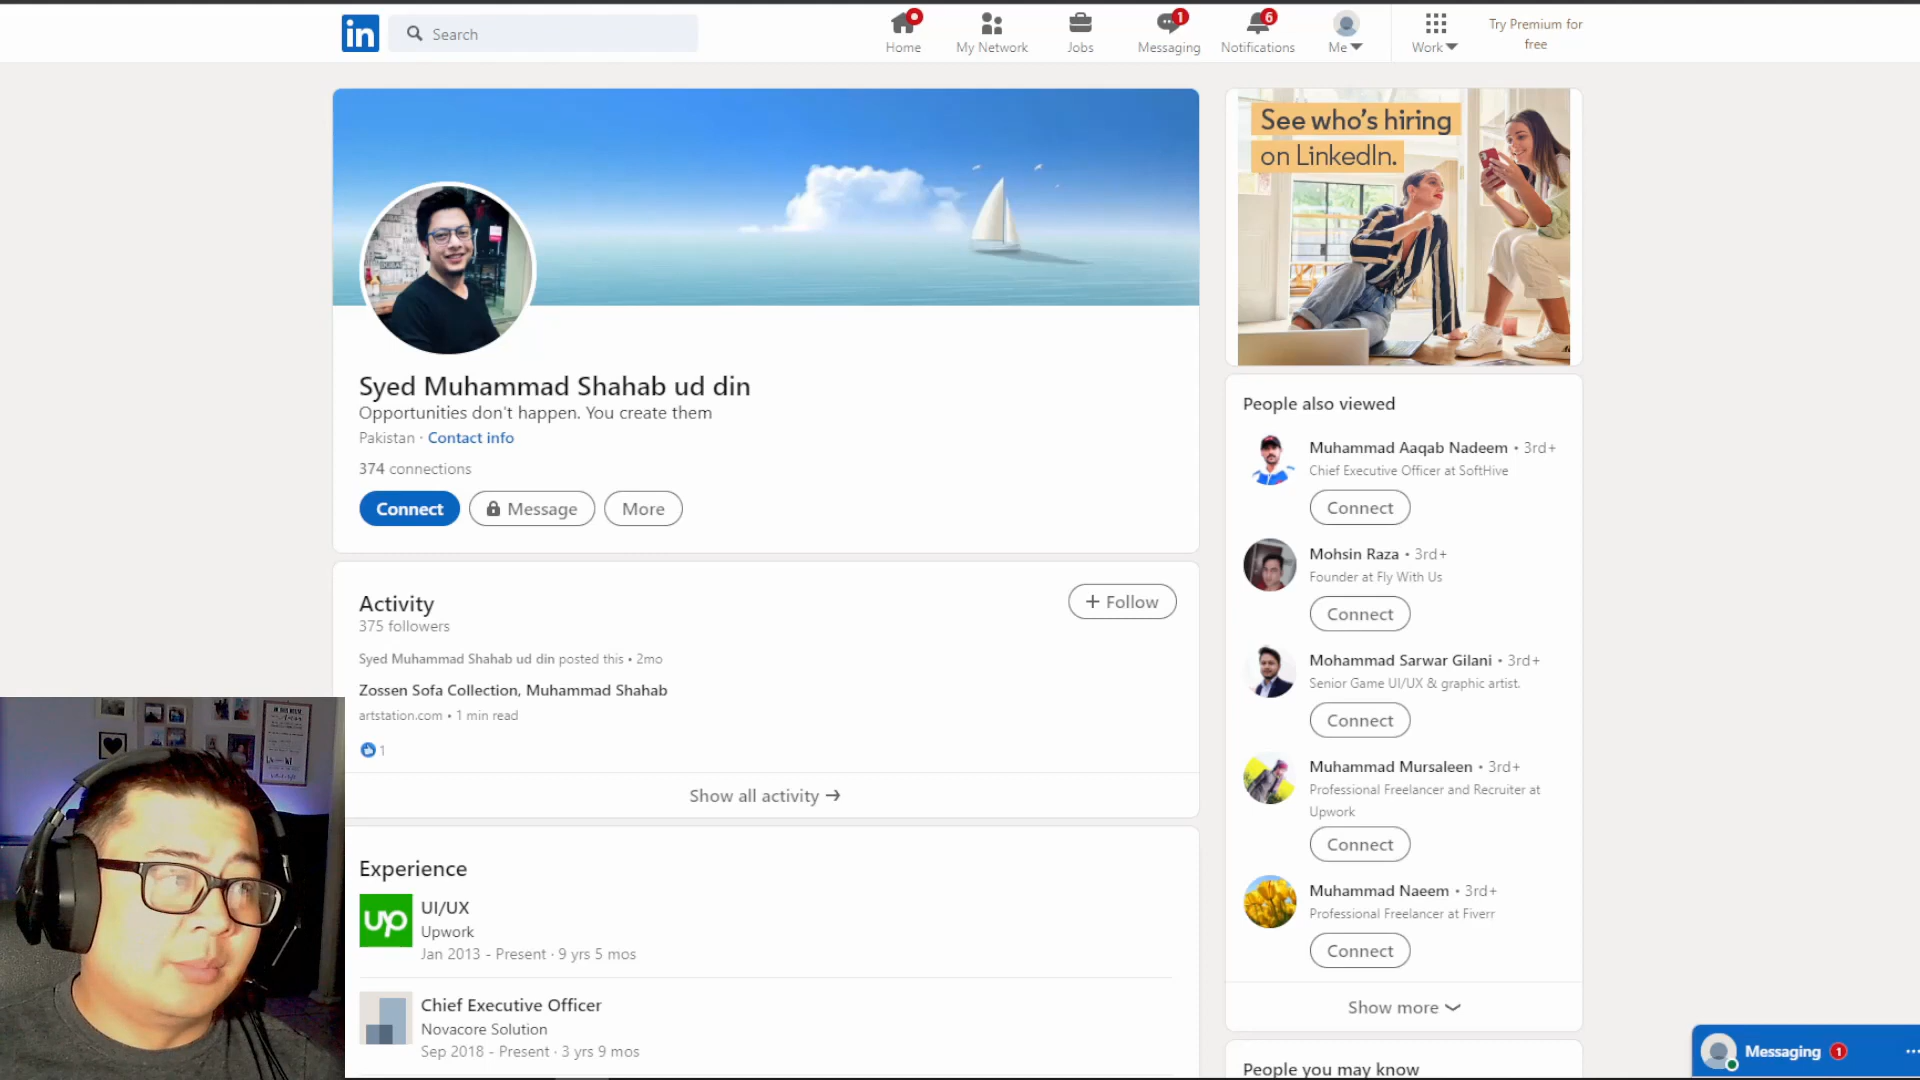 in
Search
Home
My Network
Jobs
1
Messaging
6
Notifications
Me
Work
Try Premium for
free
See who's hiring
on LinkedIn.
Syed Muhammad Shahab ud din
Opportunities don't happen. You create them
Pakistan · Contact info
374 connections
Connect
Message
More
Activity
+ Follow
375 followers
Syed Muhammad Shahab ud din posted this • 2mo
Zossen Sofa Collection, Muhammad Shahab
artstation.com • 1 min read
1
Show all activity →
Experience
up
UI/UX
Upwork
Jan 2013 - Present · 9 yrs 5 mos
Chief Executive Officer
Novacore Solution
Sep 2018 - Present · 3 yrs 9 mos
People also viewed
Muhammad Aaqab Nadeem • 3rd+
Chief Executive Officer at SoftHive
Connect
Mohsin Raza • 3rd+
Founder at Fly With Us
Connect
Mohammad Sarwar Gilani • 3rd+
Senior Game UI/UX & graphic artist.
Connect
Muhammad Mursaleen • 3rd+
Professional Freelancer and Recruiter at
Upwork
Connect
Muhammad Naeem • 3rd+
Professional Freelancer at Fiverr
Connect
Show more
People you may know
Messaging 1 ...